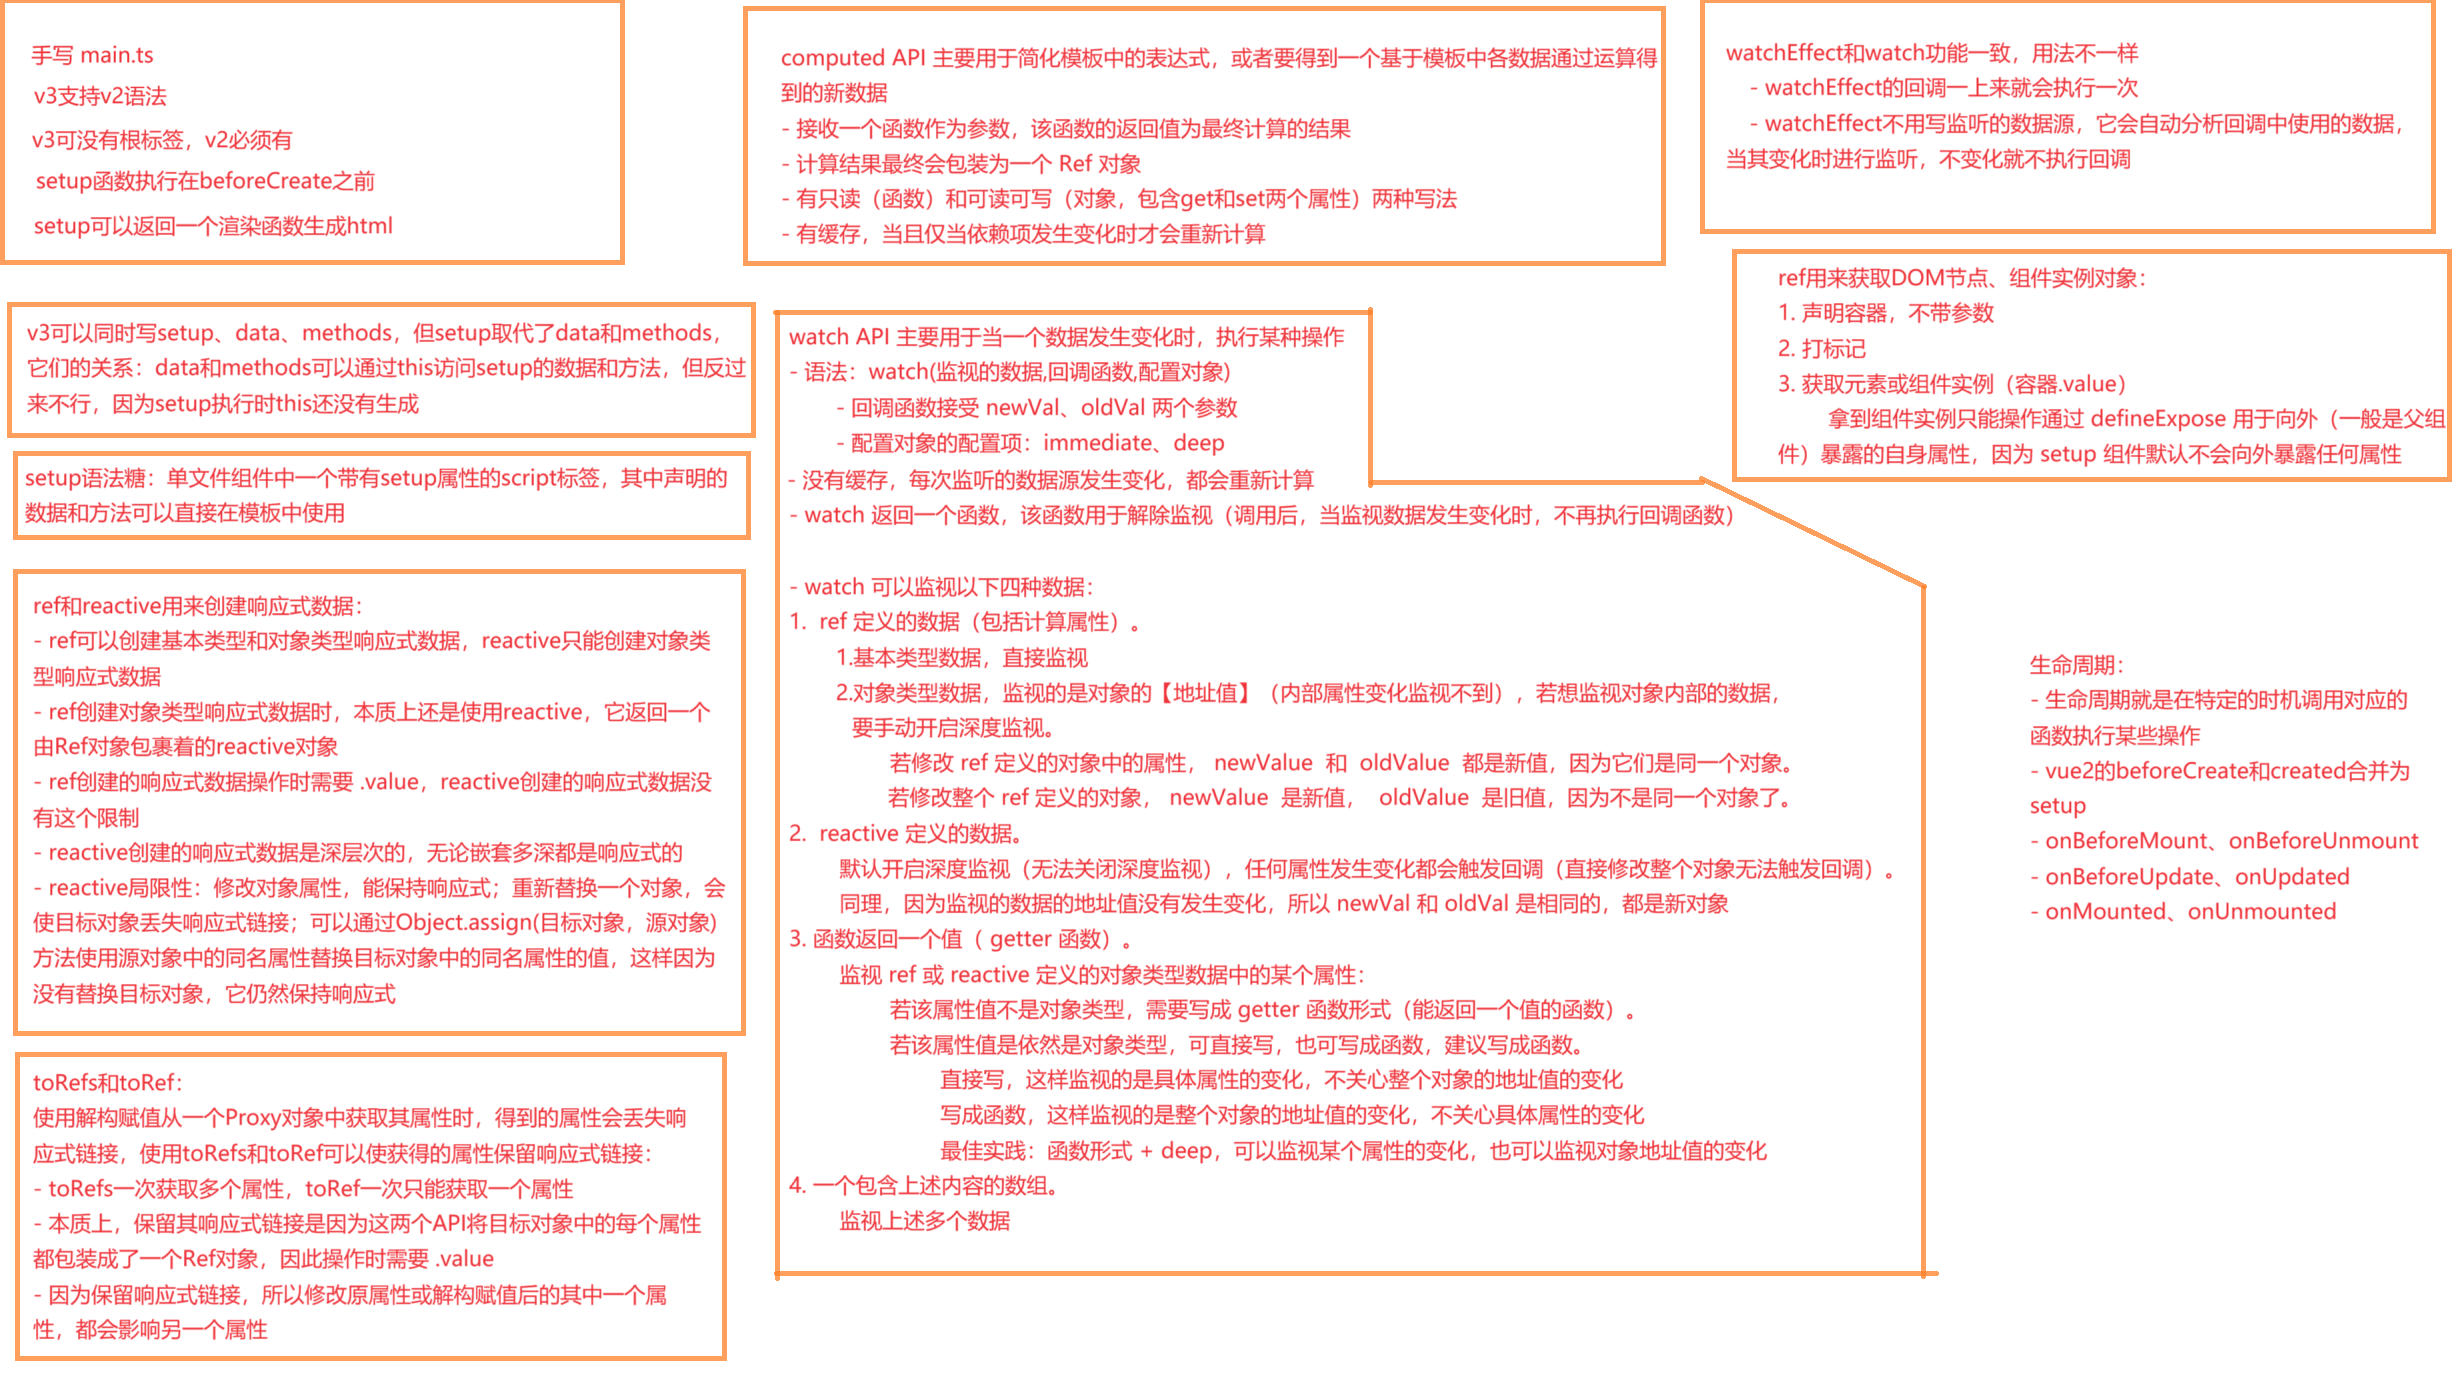 手写 main.ts
v3支持v2语法
v3可没有根标签，v2必须有
setup函数执行在beforeCreate之前
setup可以返回一个渲染函数生成html
v3可以同时写setup、data、methods，但setup取代了data和methods，
它们的关系：data和methods可以通过this访问setup的数据和方法，但反过
来不行，因为setup执行时this还没有生成
setup语法糖：单文件组件中一个带有setup属性的script标签，其中声明的
数据和方法可以直接在模板中使用
ref和reactive用来创建响应式数据：
- ref可以创建基本类型和对象类型响应式数据，reactive只能创建对象类
型响应式数据
- ref创建对象类型响应式数据时，本质上还是使用reactive，它返回一个
由Ref对象包裹着的reactive对象
- ref创建的响应式数据操作时需要 .value，reactive创建的响应式数据没
有这个限制
- reactive创建的响应式数据是深层次的，无论嵌套多深都是响应式的
- reactive局限性：修改对象属性，能保持响应式；重新替换一个对象，会
使目标对象丢失响应式链接；可以通过Object.assign(目标对象，源对象)
方法使用源对象中的同名属性替换目标对象中的同名属性的值，这样因为
没有替换目标对象，它仍然保持响应式
toRefs和toRef：
使用解构赋值从一个Proxy对象中获取其属性时，得到的属性会丢失响
应式链接，使用toRefs和toRef可以使获得的属性保留响应式链接：
- toRefs一次获取多个属性，toRef一次只能获取一个属性
- 本质上，保留其响应式链接是因为这两个API将目标对象中的每个属性
都包装成了一个Ref对象，因此操作时需要 .value
- 因为保留响应式链接，所以修改原属性或解构赋值后的其中一个属
性，都会影响另一个属性
computed API 主要用于简化模板中的表达式，或者要得到一个基于模板中各数据通过运算得
到的新数据
- 接收一个函数作为参数，该函数的返回值为最终计算的结果
- 计算结果最终会包装为一个 Ref 对象
- 有只读（函数）和可读可写（对象，包含get和set两个属性）两种写法
- 有缓存，当且仅当依赖项发生变化时才会重新计算
watch API 主要用于当一个数据发生变化时，执行某种操作
- 语法：watch(监视的数据,回调函数,配置对象)
- 回调函数接受 newVal、oldVal 两个参数
- 配置对象的配置项：immediate、deep
- 没有缓存，每次监听的数据源发生变化，都会重新计算
- watch 返回一个函数，该函数用于解除监视（调用后，当监视数据发生变化时，不再执行回调函数）
- watch 可以监视以下四种数据：
1. ref 定义的数据（包括计算属性）。
1.基本类型数据，直接监视
2.对象类型数据，监视的是对象的【地址值】（内部属性变化监视不到），若想监视对象内部的数据，
要手动开启深度监视。
若修改 ref 定义的对象中的属性， newValue 和 oldValue 都是新值，因为它们是同一个对象。
若修改整个 ref 定义的对象， newValue 是新值， oldValue 是旧值，因为不是同一个对象了。
2. reactive 定义的数据。
默认开启深度监视（无法关闭深度监视），任何属性发生变化都会触发回调（直接修改整个对象无法触发回调）。
同理，因为监视的数据的地址值没有发生变化，所以 newVal 和 oldVal 是相同的，都是新对象
3. 函数返回一个值（ getter 函数）。
监视 ref 或 reactive 定义的对象类型数据中的某个属性：
若该属性值不是对象类型，需要写成 getter 函数形式（能返回一个值的函数）。
若该属性值是依然是对象类型，可直接写，也可写成函数，建议写成函数。
直接写，这样监视的是具体属性的变化，不关心整个对象的地址值的变化
写成函数，这样监视的是整个对象的地址值的变化，不关心具体属性的变化
最佳实践：函数形式 + deep，可以监视某个属性的变化，也可以监视对象地址值的变化
4. 一个包含上述内容的数组。
监视上述多个数据
watchEffect和watch功能一致，用法不一样
- watchEffect的回调一上来就会执行一次
- watchEffect不用写监听的数据源，它会自动分析回调中使用的数据，
当其变化时进行监听，不变化就不执行回调
ref用来获取DOM节点、组件实例对象：
1. 声明容器，不带参数
2. 打标记
3. 获取元素或组件实例（容器.value）
拿到组件实例只能操作通过 defineExpose 用于向外（一般是父组
件）暴露的自身属性，因为 setup 组件默认不会向外暴露任何属性
生命周期：
- 生命周期就是在特定的时机调用对应的
函数执行某些操作
- vue2的beforeCreate和created合并为
setup
- onBeforeMount、onBeforeUnmount
- onBeforeUpdate、onUpdated
- onMounted、onUnmounted